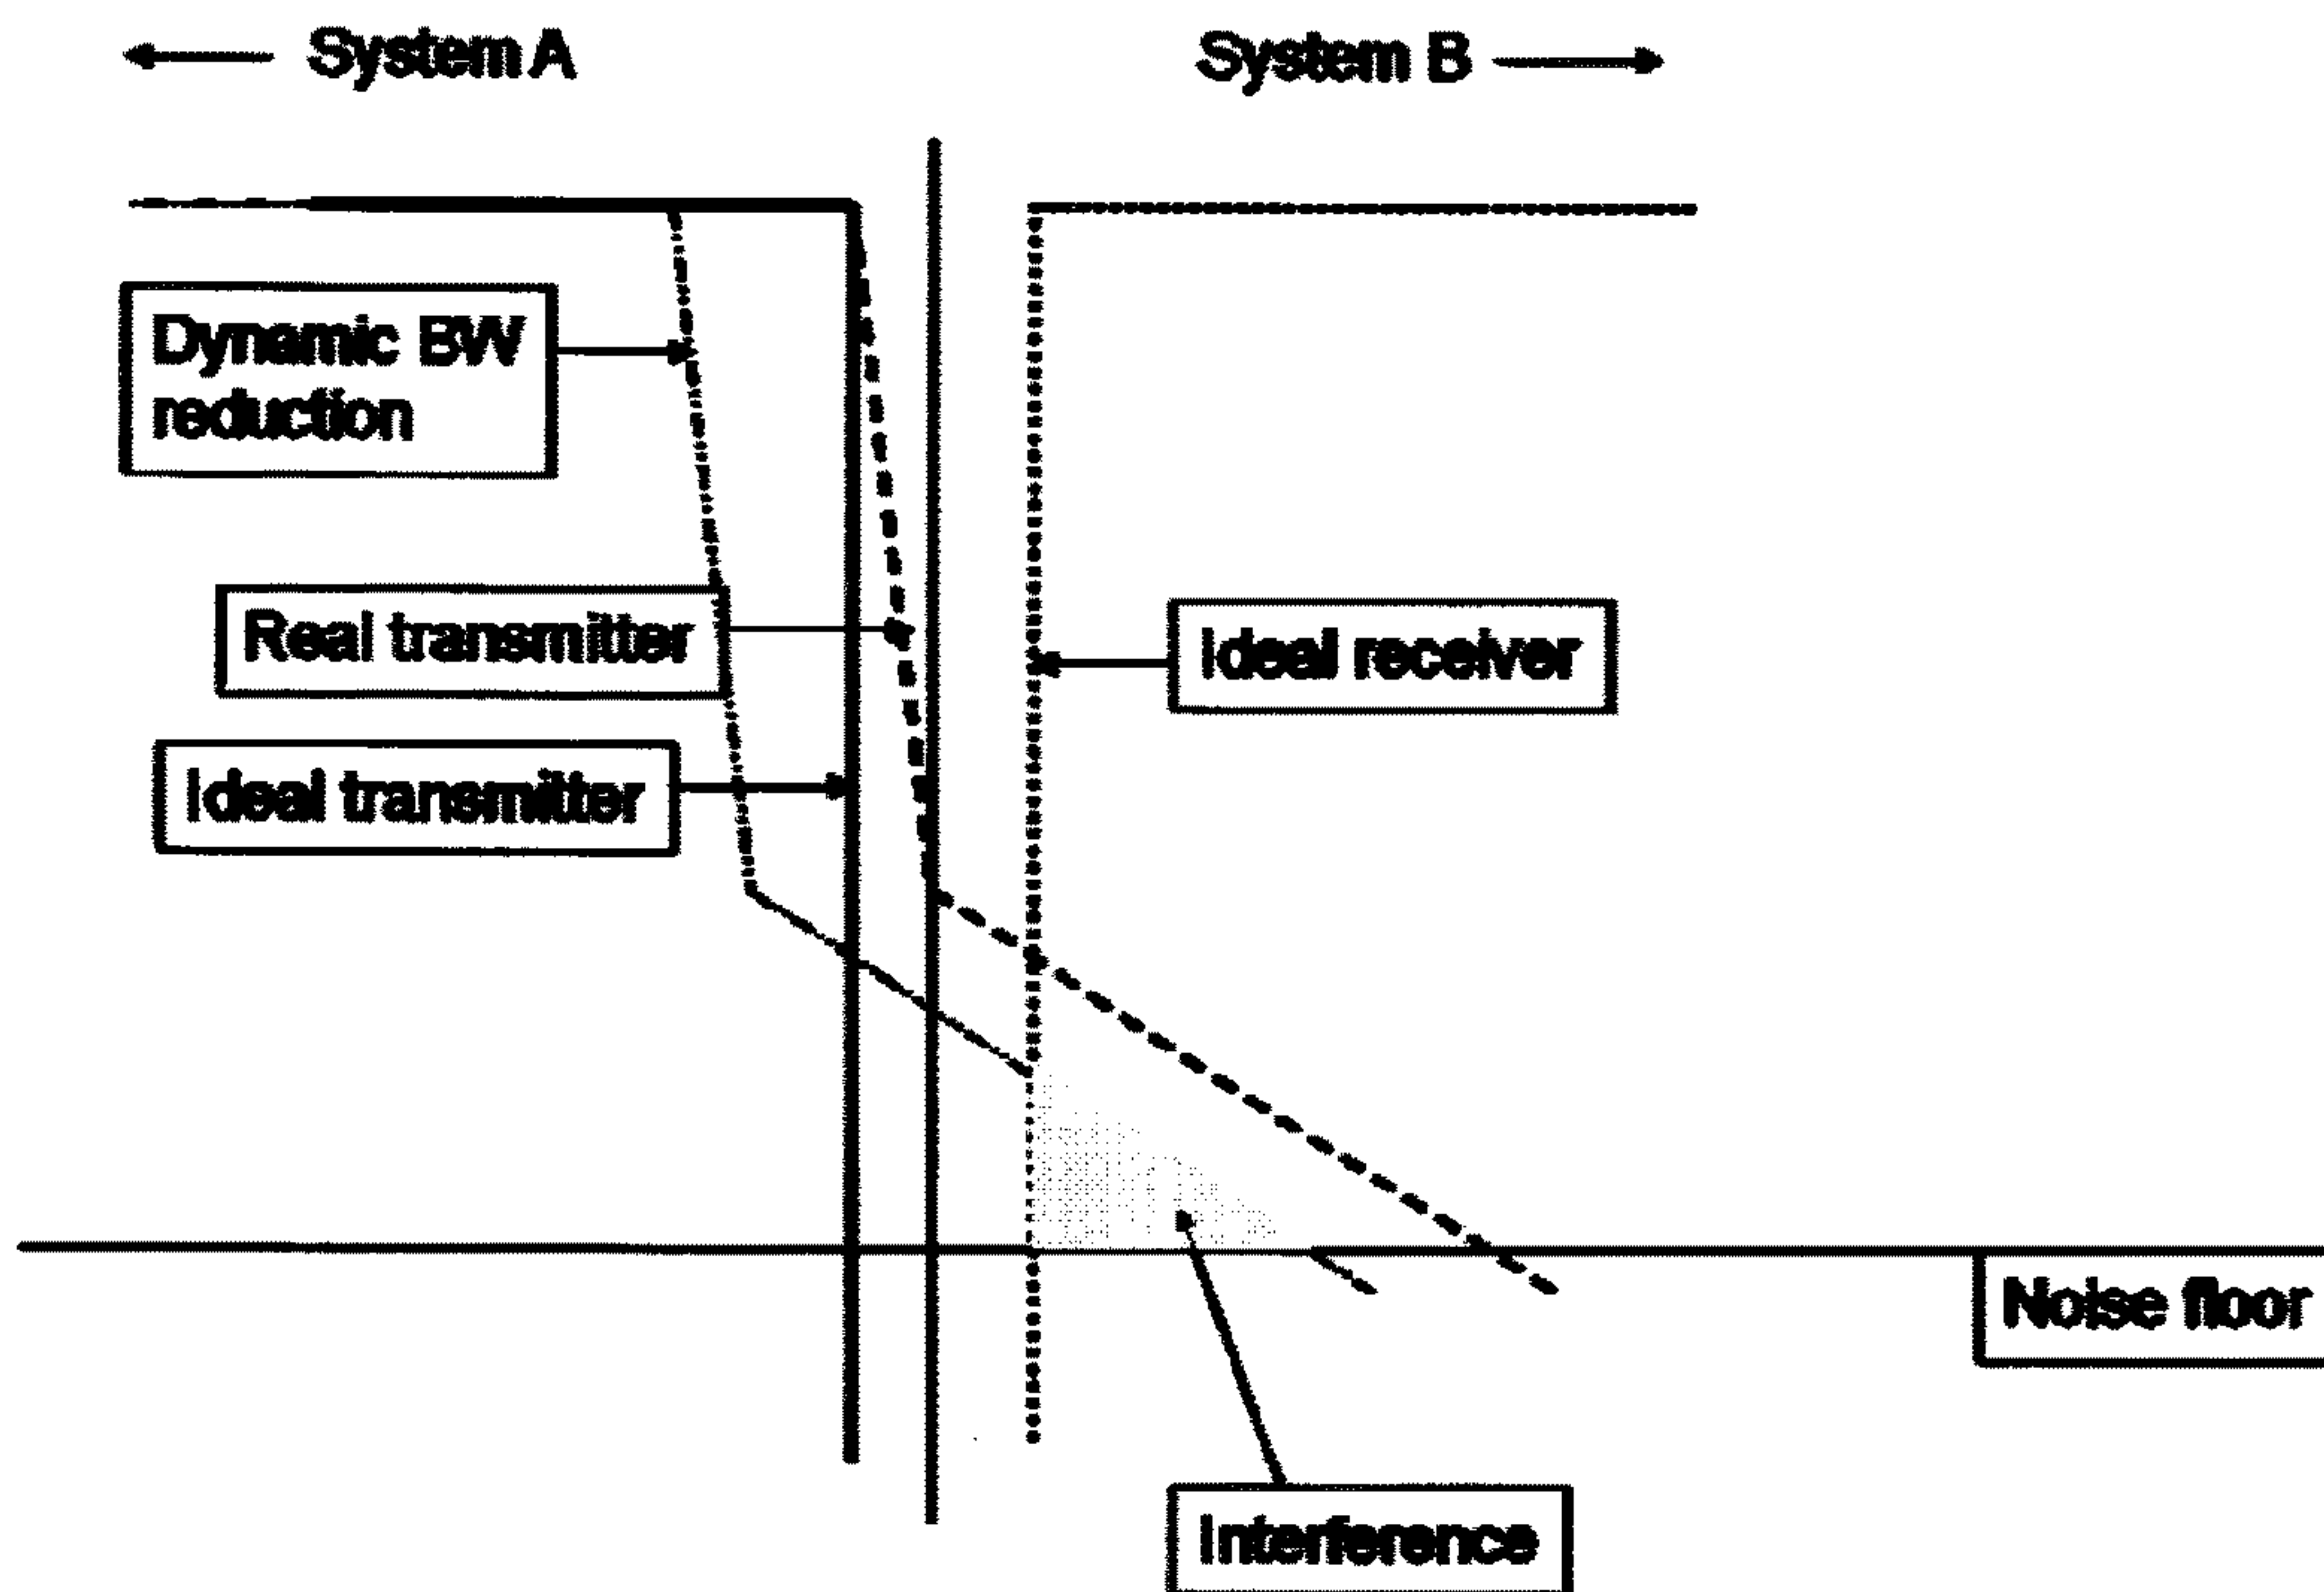 System A
System B
Dynamic BW
reduction
Real transmitter
Ideal receiver
Ideal transmitter
Noise floor
Interference